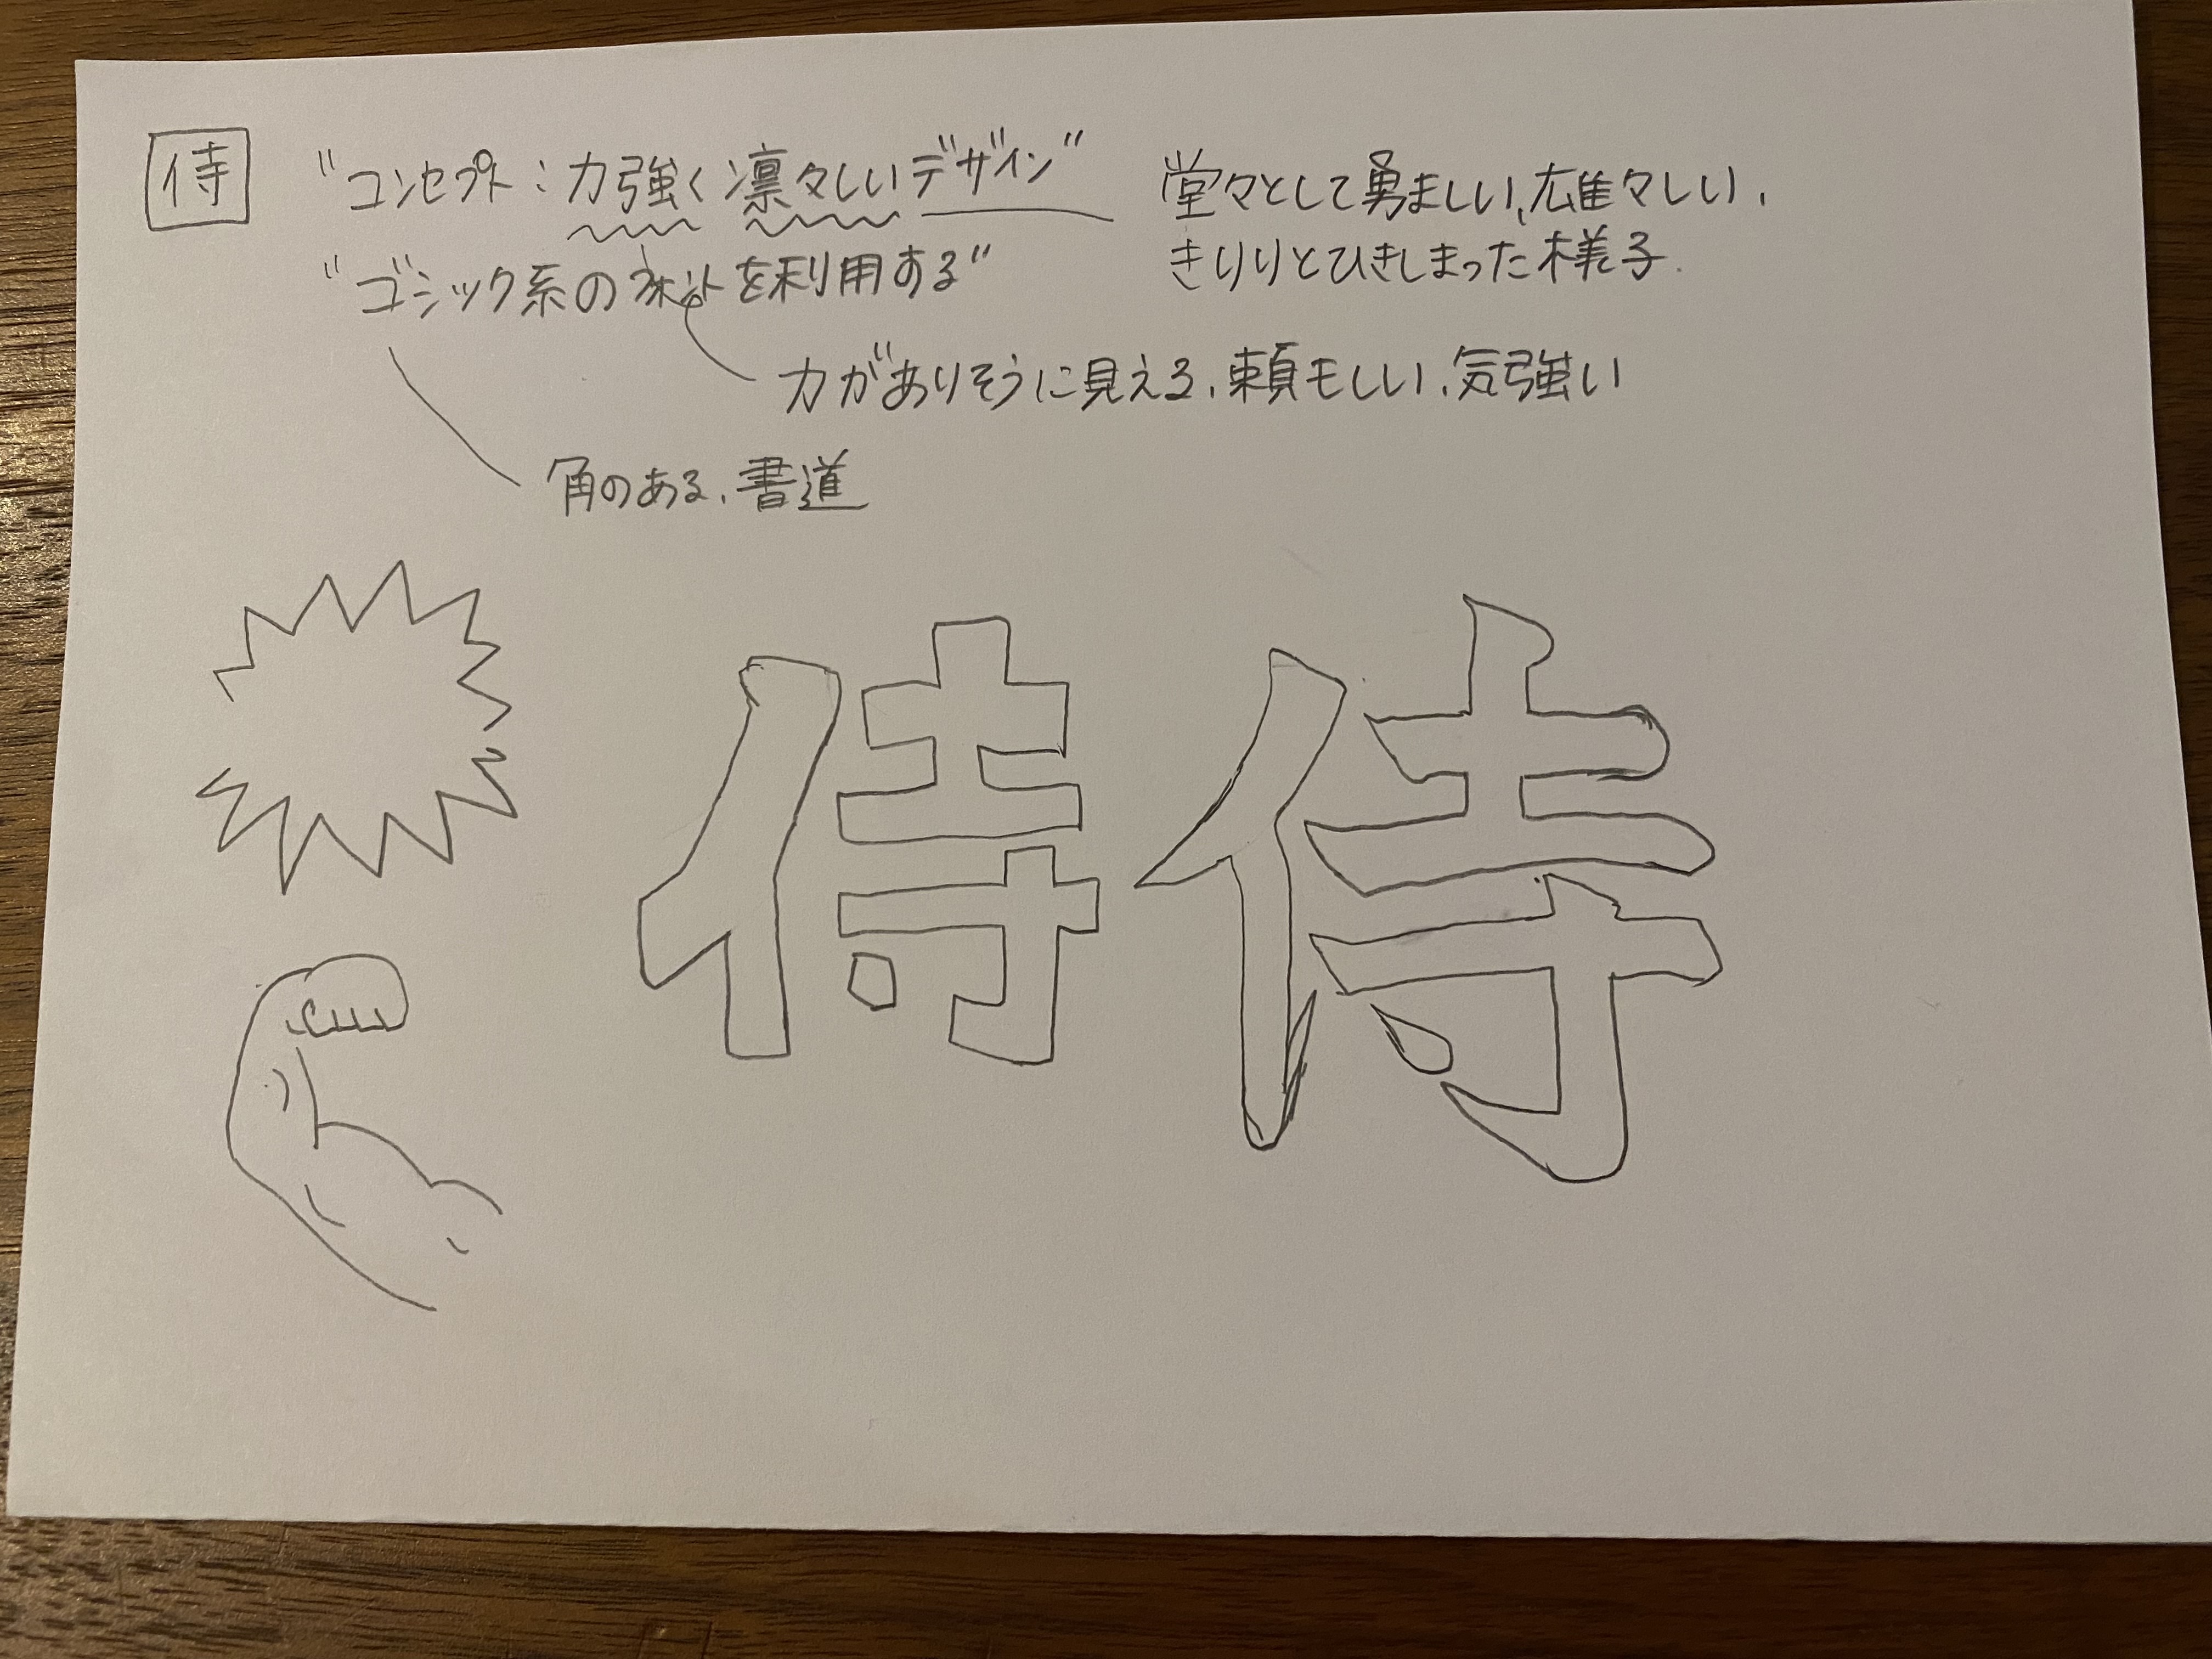 侍 "コンセプト：力強く凛々しいデザイン" 堂々として勇ましい、雄々しい、
きりりとひきしまった様子.
"ゴシック系のフォントを利用する"
力がありそうに見える、頼もしい、気強い
角のある、書道
侍 侍